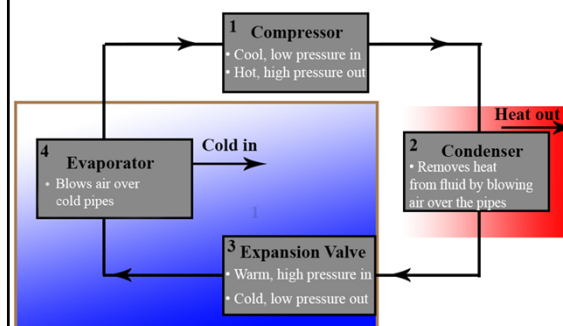 1 Compressor
• Cool, low pressure in
• Hot, high pressure out
Heat out
2 Condenser
• Removes heat
from fluid by blowing
air over the pipes
4
Evaporator
• Blows air over
cold pipes
Cold in
1
3 Expansion Valve
• Warm, high pressure in
• Cold, low pressure out